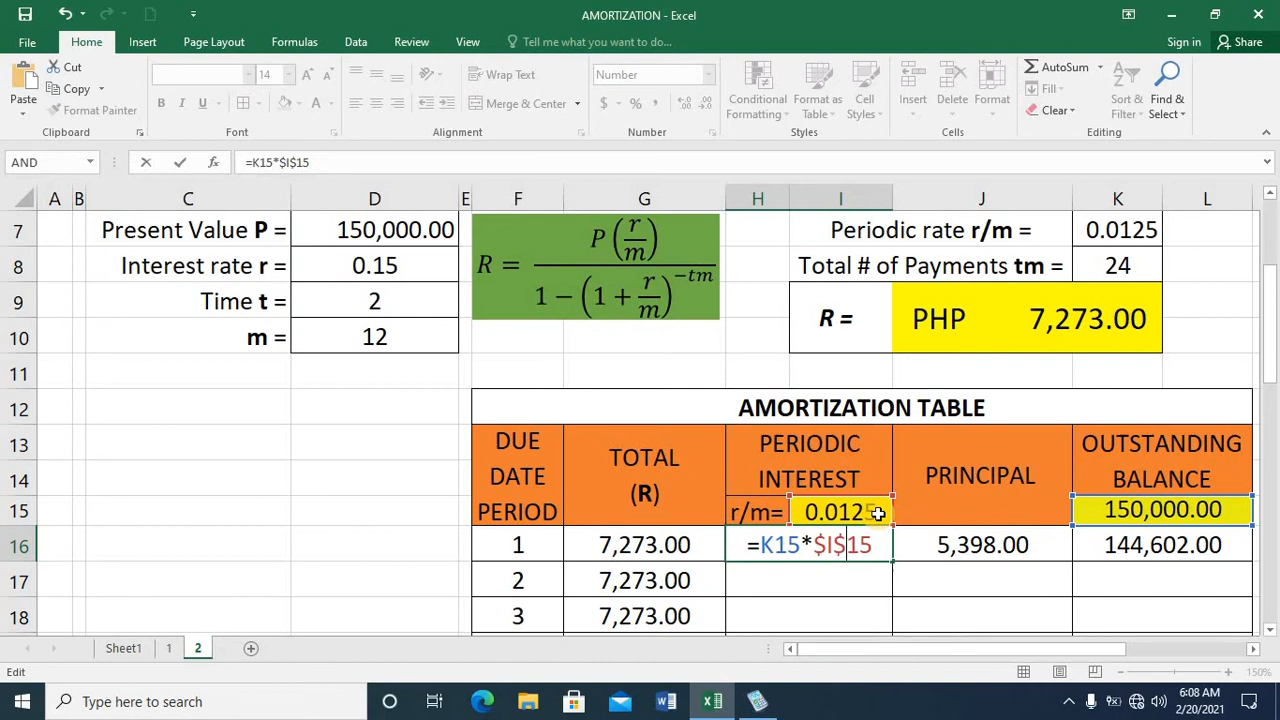 AMORTIZATION - Excel
File Home Insert Page Layout Formulas Data Review View Tell me what you want to do... Sign in Share
Cut
Copy
Format Painter
Paste
Clipboard
14
B I U A A A
Font
Wrap Text
Merge & Center
Alignment
Number
$ % ,
Number
Conditional Formatting
Format as Table
Cell Styles
Styles
Insert Delete Format
Cells
AutoSum
Fill
Clear
Sort & Filter
Find & Select
Editing
AND fx =K15*$I$15
A B C D E F G H I J K L
7 Present Value P = 150,000.00 Periodic rate r/m = 0.0125
8 Interest rate r = 0.15 Total # of Payments tm = 24
9 Time t = 2
10 m = 12
R = P(r/m) / 1 − (1 + r/m)^−tm
R = PHP 7,273.00
11
12 AMORTIZATION TABLE
13 DUE PERIODIC OUTSTANDING
14 DATE TOTAL INTEREST PRINCIPAL BALANCE
15 PERIOD (R) r/m= 0.0125 150,000.00
16 1 7,273.00 =K15*$I$15 5,398.00 144,602.00
17 2 7,273.00
18 3 7,273.00
Sheet1 1 2
Edit 150%
Type here to search
6:08 AM
2/20/2021